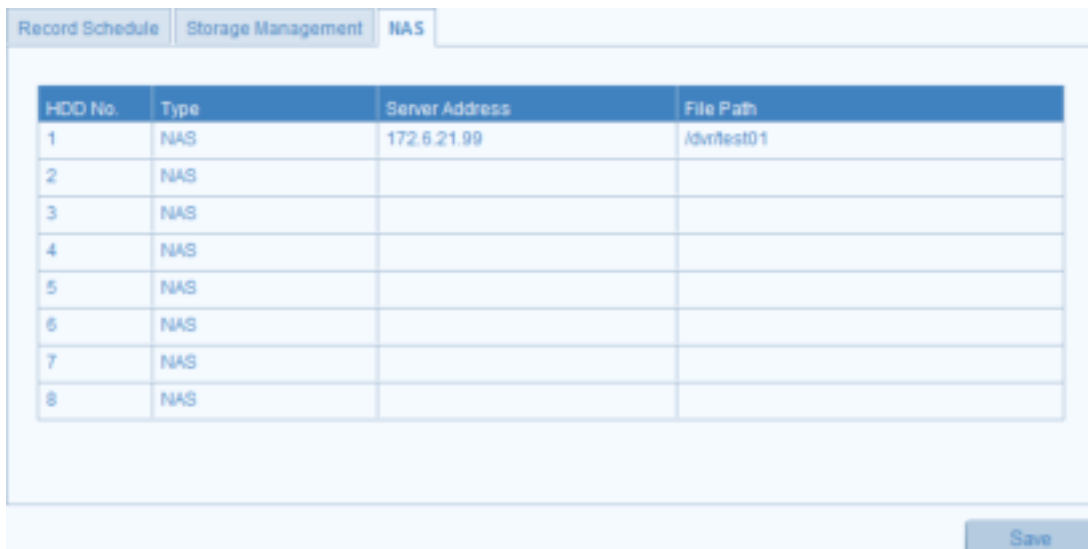 Record Schedule Storage Management NAS
HDD No. Type Server Address File Path
1 NAS 172.6.21.99 /dvr/test01
2 NAS
3 NAS
4 NAS
5 NAS
6 NAS
7 NAS
8 NAS
Save